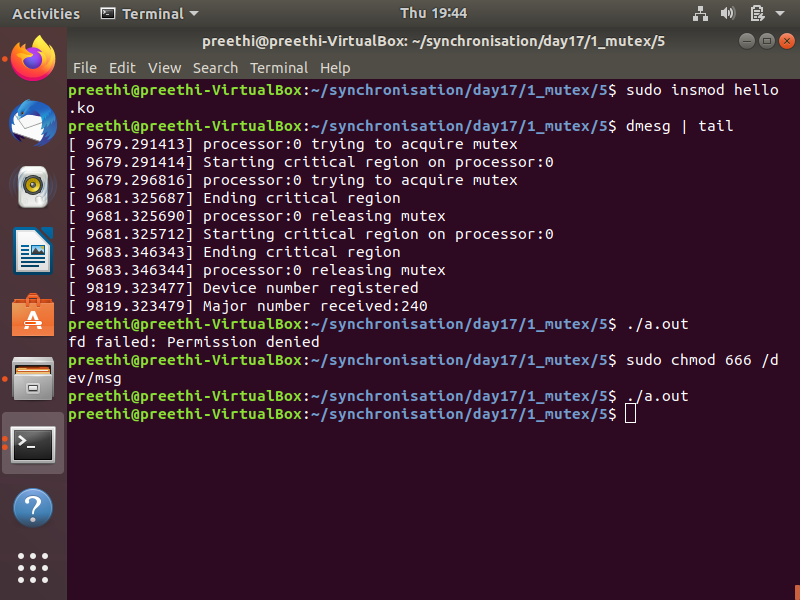 Activities Terminal Thu 19:44
preethi@preethi-VirtualBox: ~/synchronisation/day17/1_mutex/5
File Edit View Search Terminal Help
preethi@preethi-VirtualBox:~/synchronisation/day17/1_mutex/5$ sudo insmod hello
.ko
preethi@preethi-VirtualBox:~/synchronisation/day17/1_mutex/5$ dmesg | tail
[ 9679.291413] processor:0 trying to acquire mutex
[ 9679.291414] Starting critical region on processor:0
[ 9679.296816] processor:0 trying to acquire mutex
[ 9681.325687] Ending critical region
[ 9681.325690] processor:0 releasing mutex
[ 9681.325712] Starting critical region on processor:0
[ 9683.346343] Ending critical region
[ 9683.346344] processor:0 releasing mutex
[ 9819.323477] Device number registered
[ 9819.323479] Major number received:240
preethi@preethi-VirtualBox:~/synchronisation/day17/1_mutex/5$ ./a.out
fd failed: Permission denied
preethi@preethi-VirtualBox:~/synchronisation/day17/1_mutex/5$ sudo chmod 666 /d
ev/msg
preethi@preethi-VirtualBox:~/synchronisation/day17/1_mutex/5$ ./a.out
preethi@preethi-VirtualBox:~/synchronisation/day17/1_mutex/5$